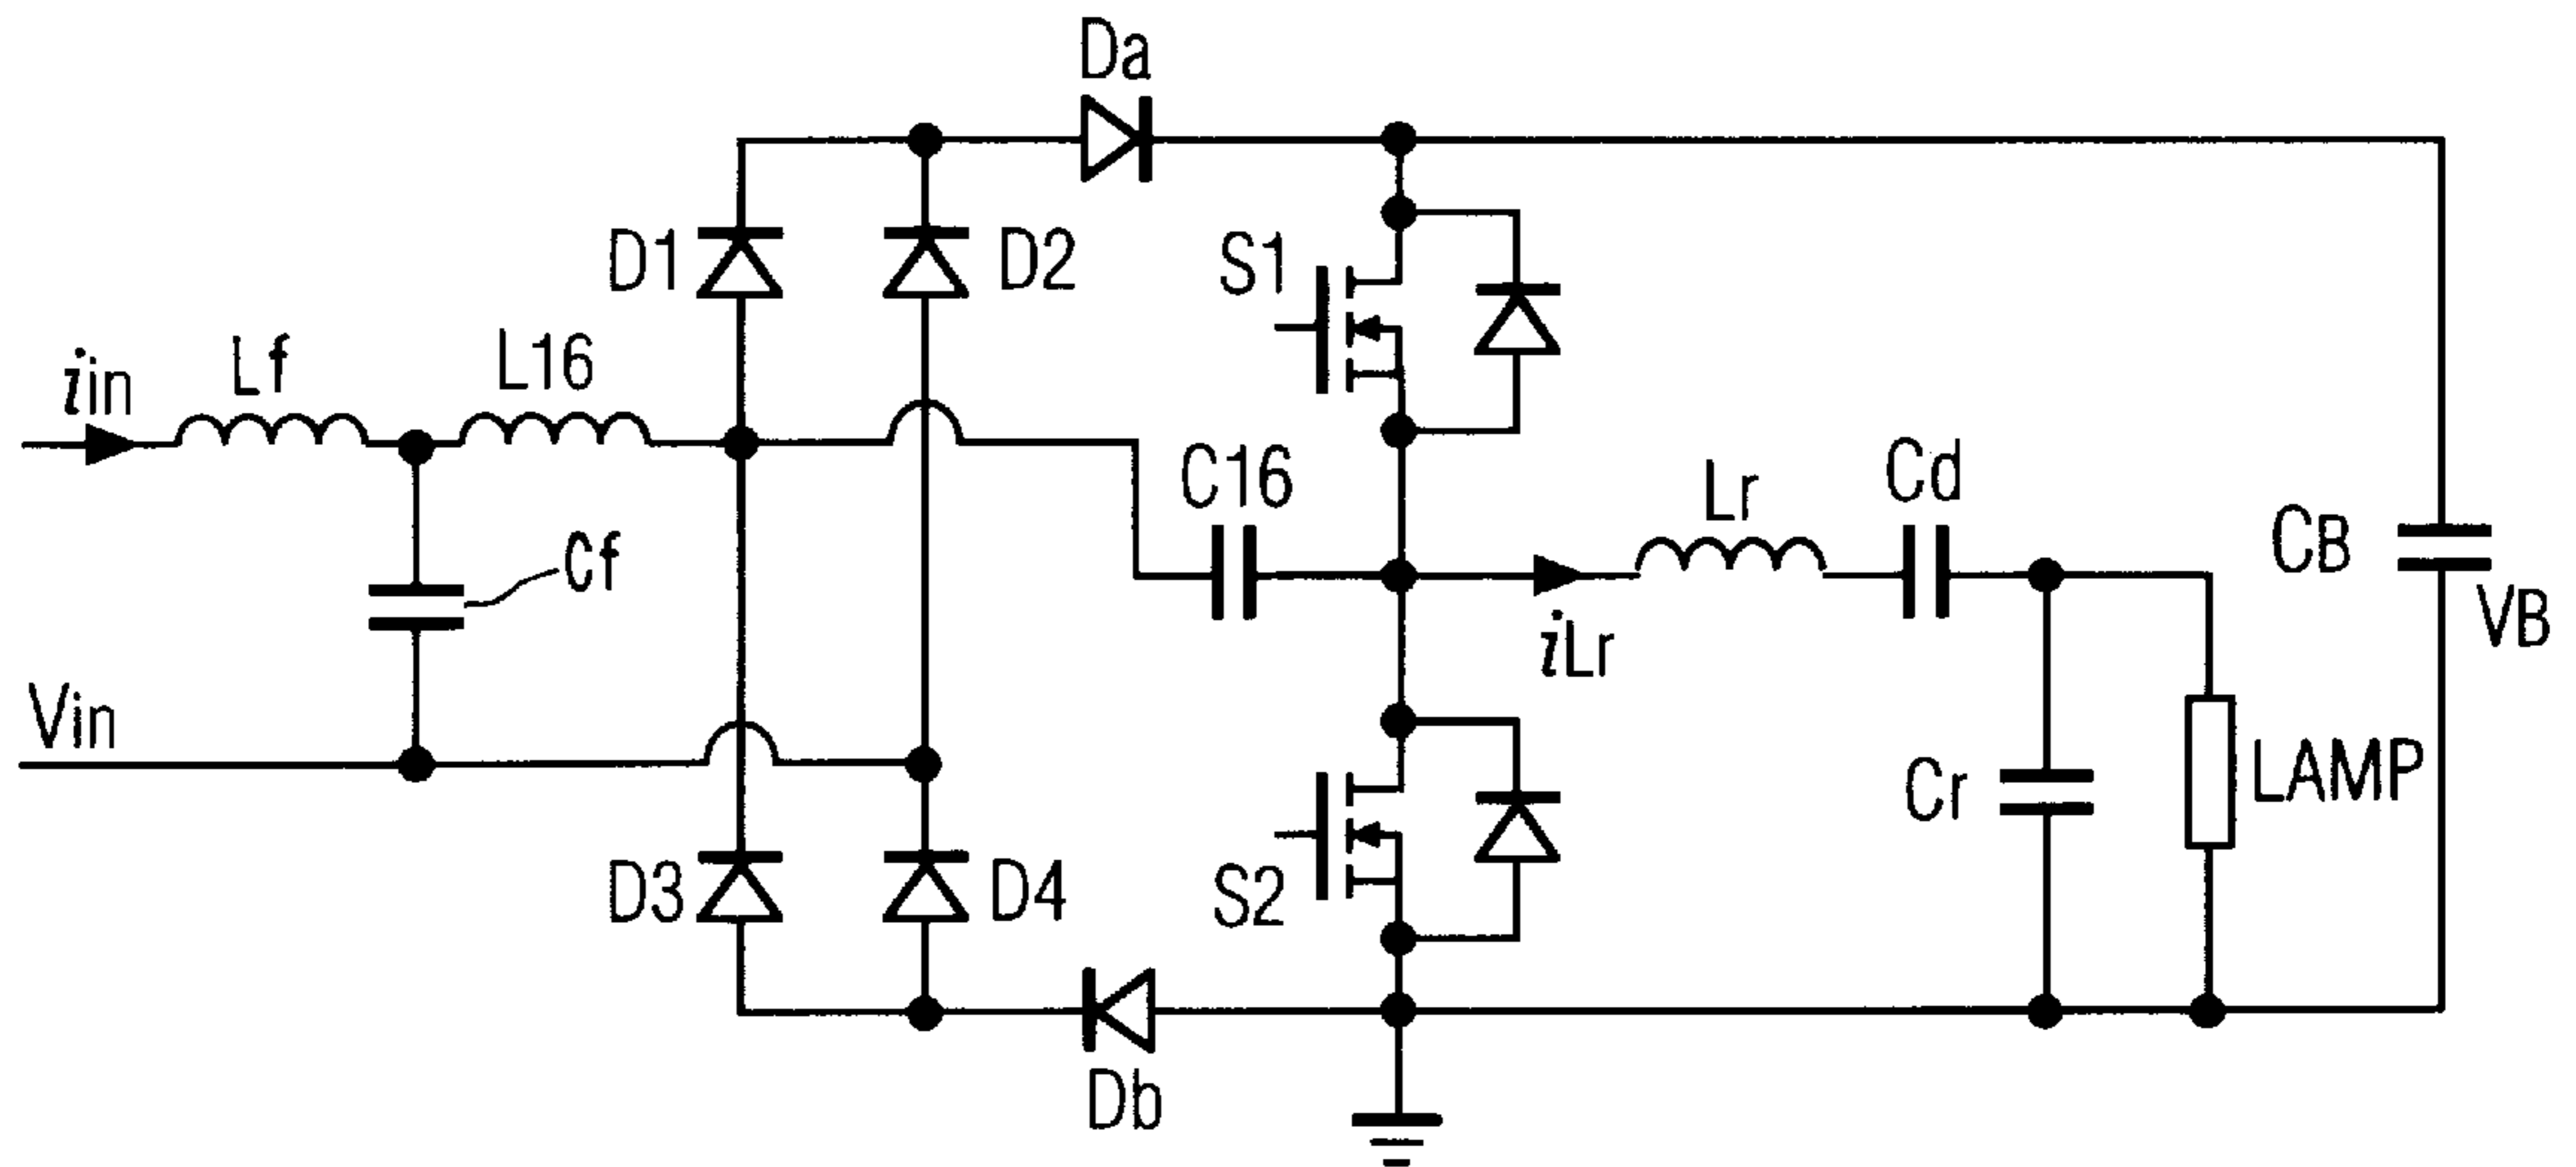 Da
D1
D2
S1
iin
Lf
L16
C16
Lr
Cd
CB
VB
Cf
iLr
Vin
D3
D4
S2
Cr
LAMP
Db